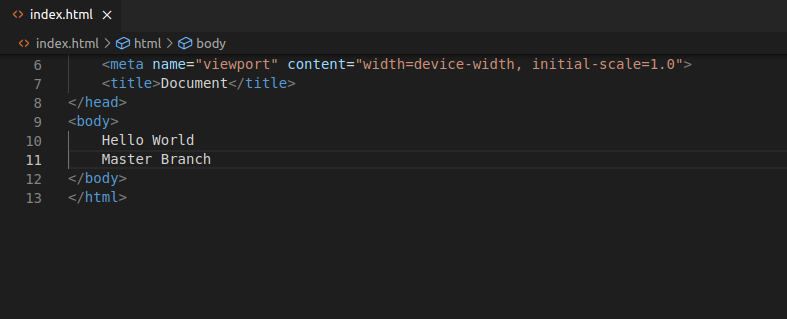 index.html
index.html > html > body
6 <meta name="viewport" content="width=device-width, initial-scale=1.0">
7 <title>Document</title>
8 </head>
9 <body>
10 Hello World
11 Master Branch
12 </body>
13 </html>